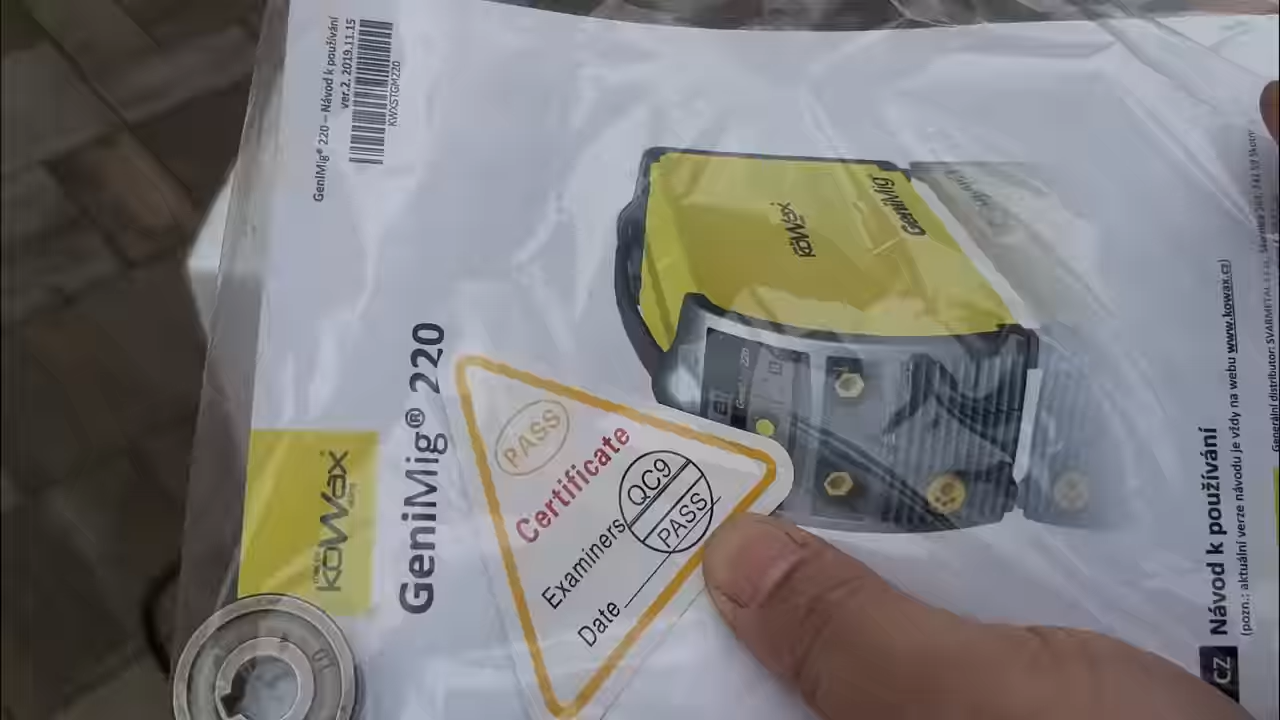 GeniMig® 220 – Návod k používání
ver.2. 2019.11.15
KWXSTGM220
kowax
GeniMig® 220
kowax
GeniMig
PASS
Certificate
Examiners
QC9
PASS
Date
CZ
Návod k používání
(pozn.: aktuální verze návodu je vždy na webu www.kowax.cz)
Generální distributor: SVARMETAL s.r.o.